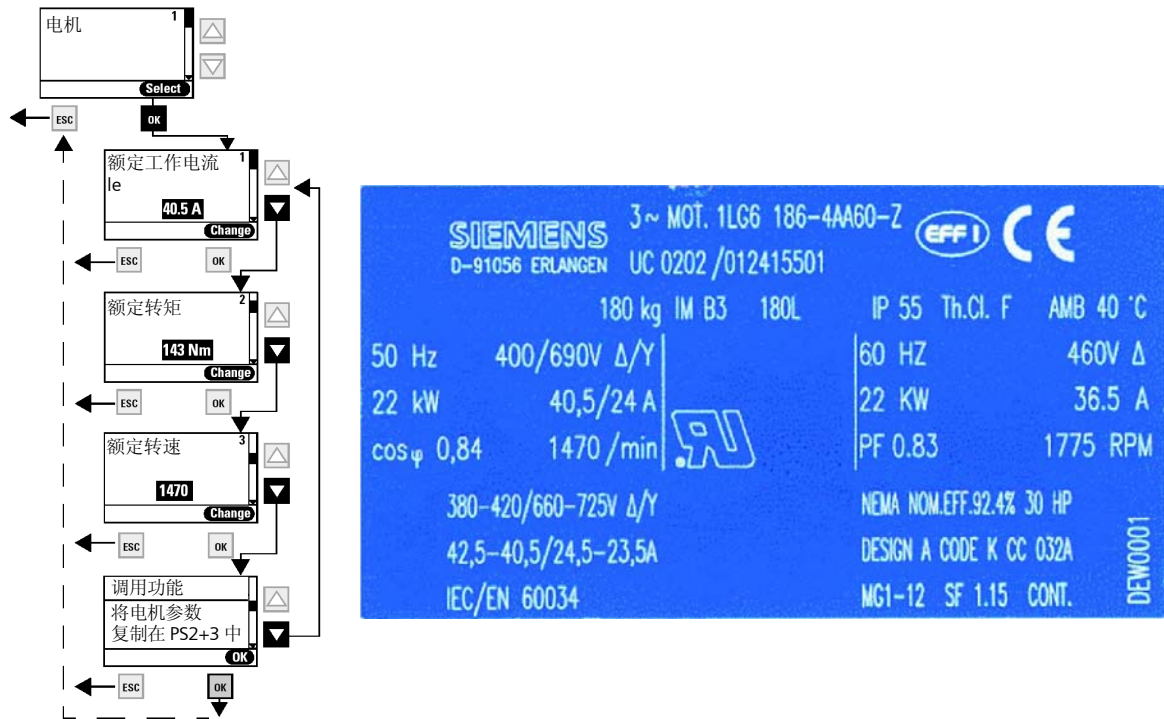 电机
1
Select
ESC
OK
额定工作电流
1
Ie
40.5 A
Change
ESC
OK
额定转矩
2
143 Nm
Change
ESC
OK
额定转速
3
1470
Change
ESC
OK
调用功能
将电机参数
复制在 PS2+3 中
OK
ESC
OK
SIEMENS
D-91056 ERLANGEN
3~ MOT. 1LG6 186-4AA60-Z
UC 0202 /012415501
EFF 1
CE
180 kg IM B3 180L IP 55 Th.Cl. F AMB 40 °C
50 Hz 400/690V Δ/Y
22 kW 40,5/24 A
cosφ 0,84 1470 /min
60 HZ 460V Δ
22 KW 36.5 A
PF 0.83 1775 RPM
380-420/660-725V Δ/Y
42,5-40,5/24,5-23,5A
IEC/EN 60034
NEMA NOM.EFF.92.4% 30 HP
DESIGN A CODE K CC 032A
MG1-12 SF 1.15 CONT.
DEW0001